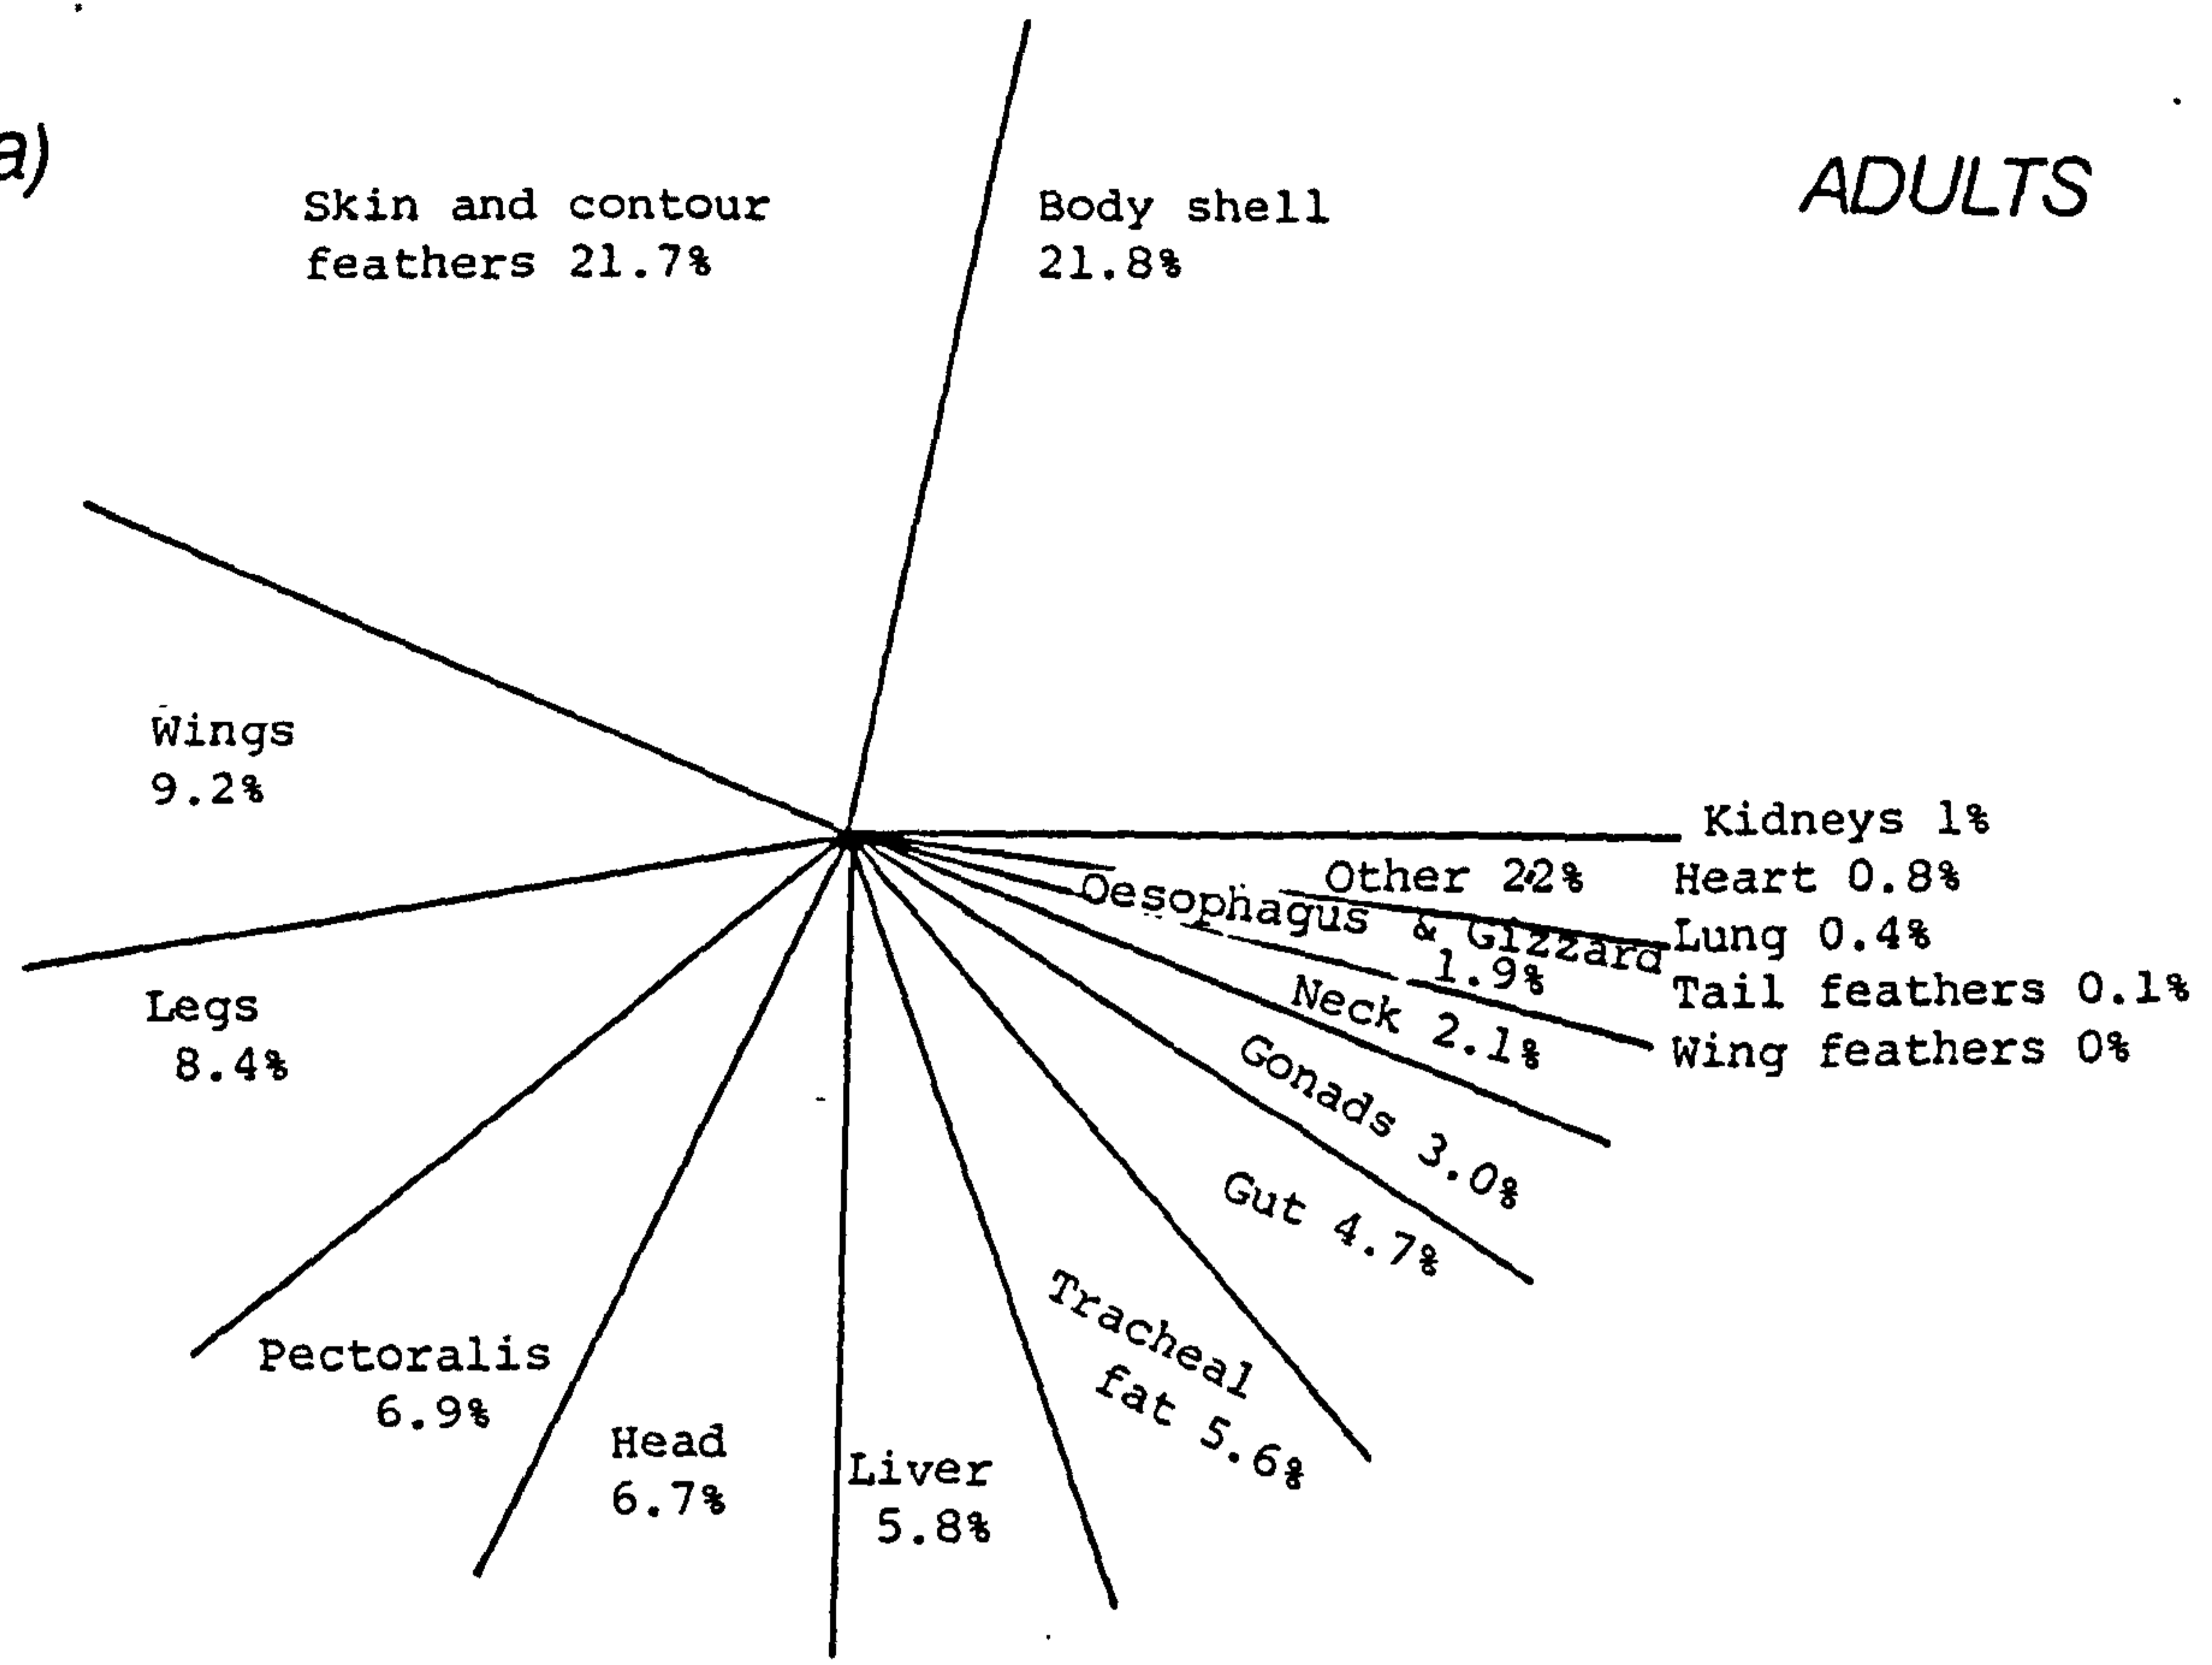 a)
ADULTS
Skin and contour
feathers 21.7%
Body shell
21.8%
Wings
9.2%
Legs
8.4%
Pectoralis
6.9%
Head
6.7%
Liver
5.8%
Tracheal
fat 5.6%
Gut 4.7%
Gonads 3.0%
Neck 2.1%
Oesophagus & Gizzard
1.9%
Other 2.2%
Kidneys 1%
Heart 0.8%
Lung 0.4%
Tail feathers 0.1%
Wing feathers 0%